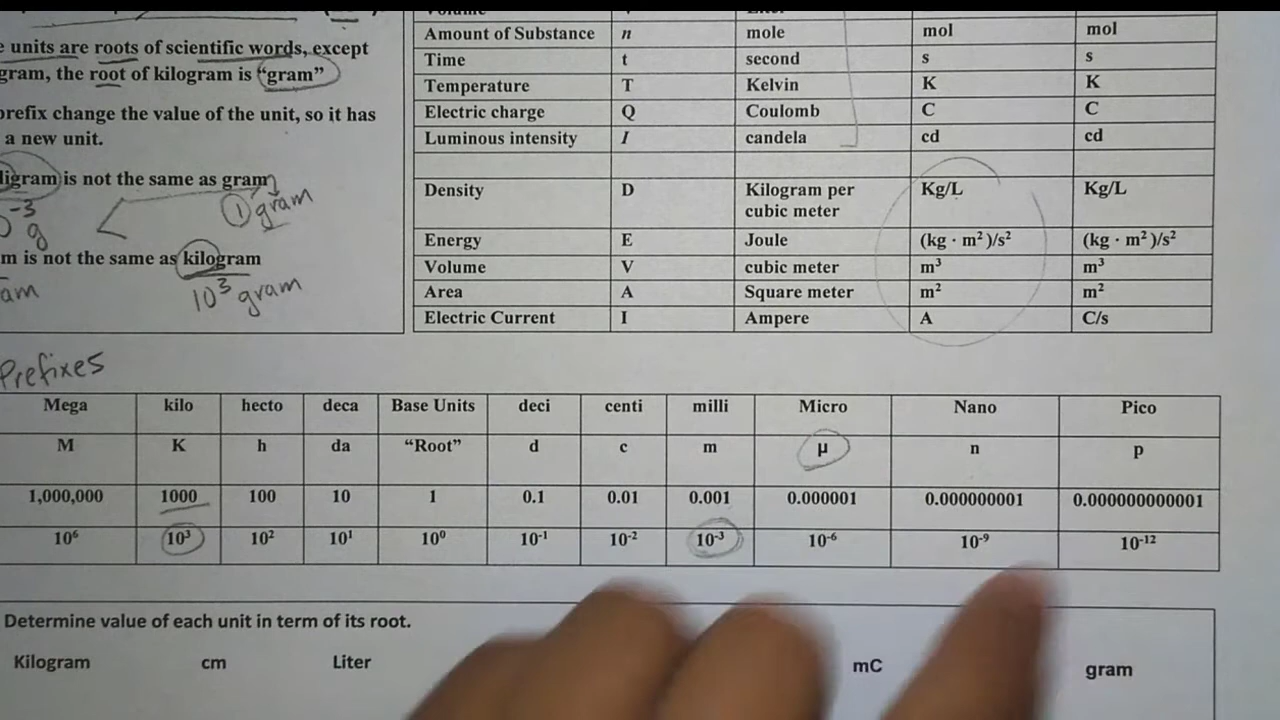 units are roots of scientific words, except
gram, the root of kilogram is "gram"
prefix change the value of the unit, so it has
a new unit.
is not the same as gram
-3
g
1 gram
is not the same as kilogram
10³ gram
Volume
Amount of Substance n mole mol mol
Time t second s s
Temperature T Kelvin K K
Electric charge Q Coulomb C C
Luminous intensity I candela cd cd
Density D Kilogram per cubic meter Kg/L Kg/L
Energy E Joule (kg · m²)/s² (kg · m²)/s²
Volume V cubic meter m³ m³
Area A Square meter m² m²
Electric Current I Ampere A C/s
Prefixes
Mega kilo hecto deca Base Units deci centi milli Micro Nano Pico
M K h da "Root" d c m µ n p
1,000,000 1000 100 10 1 0.1 0.01 0.001 0.000001 0.000000001 0.000000000001
10⁶ 10³ 10² 10¹ 10⁰ 10⁻¹ 10⁻² 10⁻³ 10⁻⁶ 10⁻⁹ 10⁻¹²
Determine value of each unit in term of its root.
Kilogram cm Liter mC gram